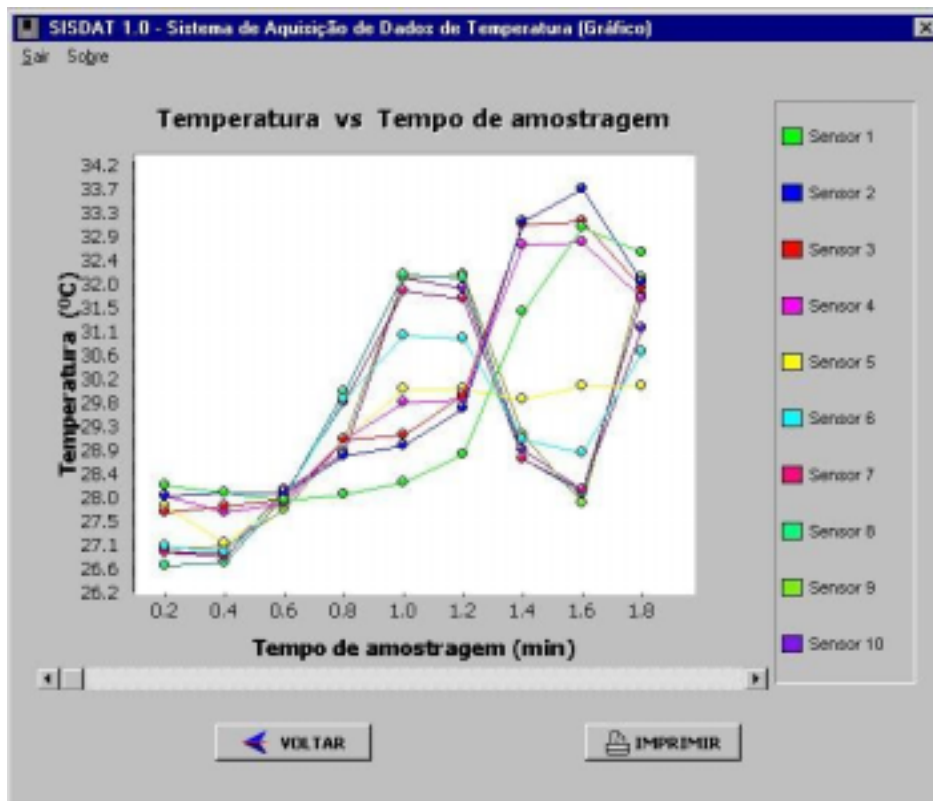 SISDAT 1.0 - Sistema de Aquisição de Dados de Temperatura (Gráfico)
Sair Sobre
Temperatura vs Tempo de amostragem
Temperatura (ºC)
34.2
33.7
33.3
32.9
32.4
32.0
31.5
31.1
30.6
30.2
29.8
29.3
28.9
28.4
28.0
27.5
27.1
26.6
26.2
0.2 0.4 0.6 0.8 1.0 1.2 1.4 1.6 1.8
Tempo de amostragem (min)
Sensor 1
Sensor 2
Sensor 3
Sensor 4
Sensor 5
Sensor 6
Sensor 7
Sensor 8
Sensor 9
Sensor 10
VOLTAR
IMPRIMIR